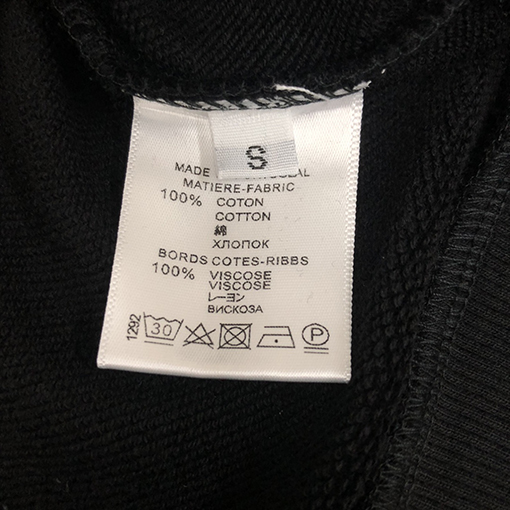 S
MADE
MATIERE-FABRIC
100% COTON
COTTON
綿
ХЛОПОК
BORDS COTES-RIBBS
100% VISCOSE
VISCOSE
レーヨン
ВИСКОЗА
1292 30 P